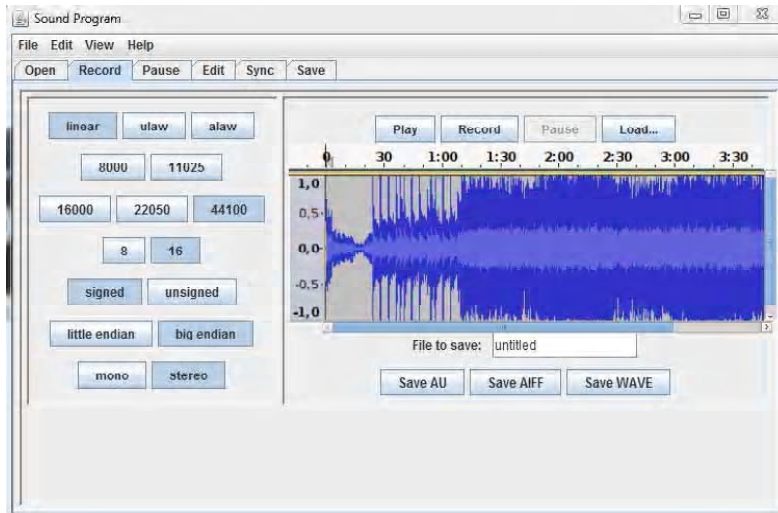 Sound Program
File Edit View Help
Open Record Pause Edit Sync Save
linear ulaw alaw
8000 11025
16000 22050 44100
8 16
signed unsigned
little endian big endian
mono stereo
Play Record Pause Load...
0 30 1:00 1:30 2:00 2:30 3:00 3:30
1,0
0,5
0,0
-0,5
-1,0
File to save: untitled
Save AU Save AIFF Save WAVE